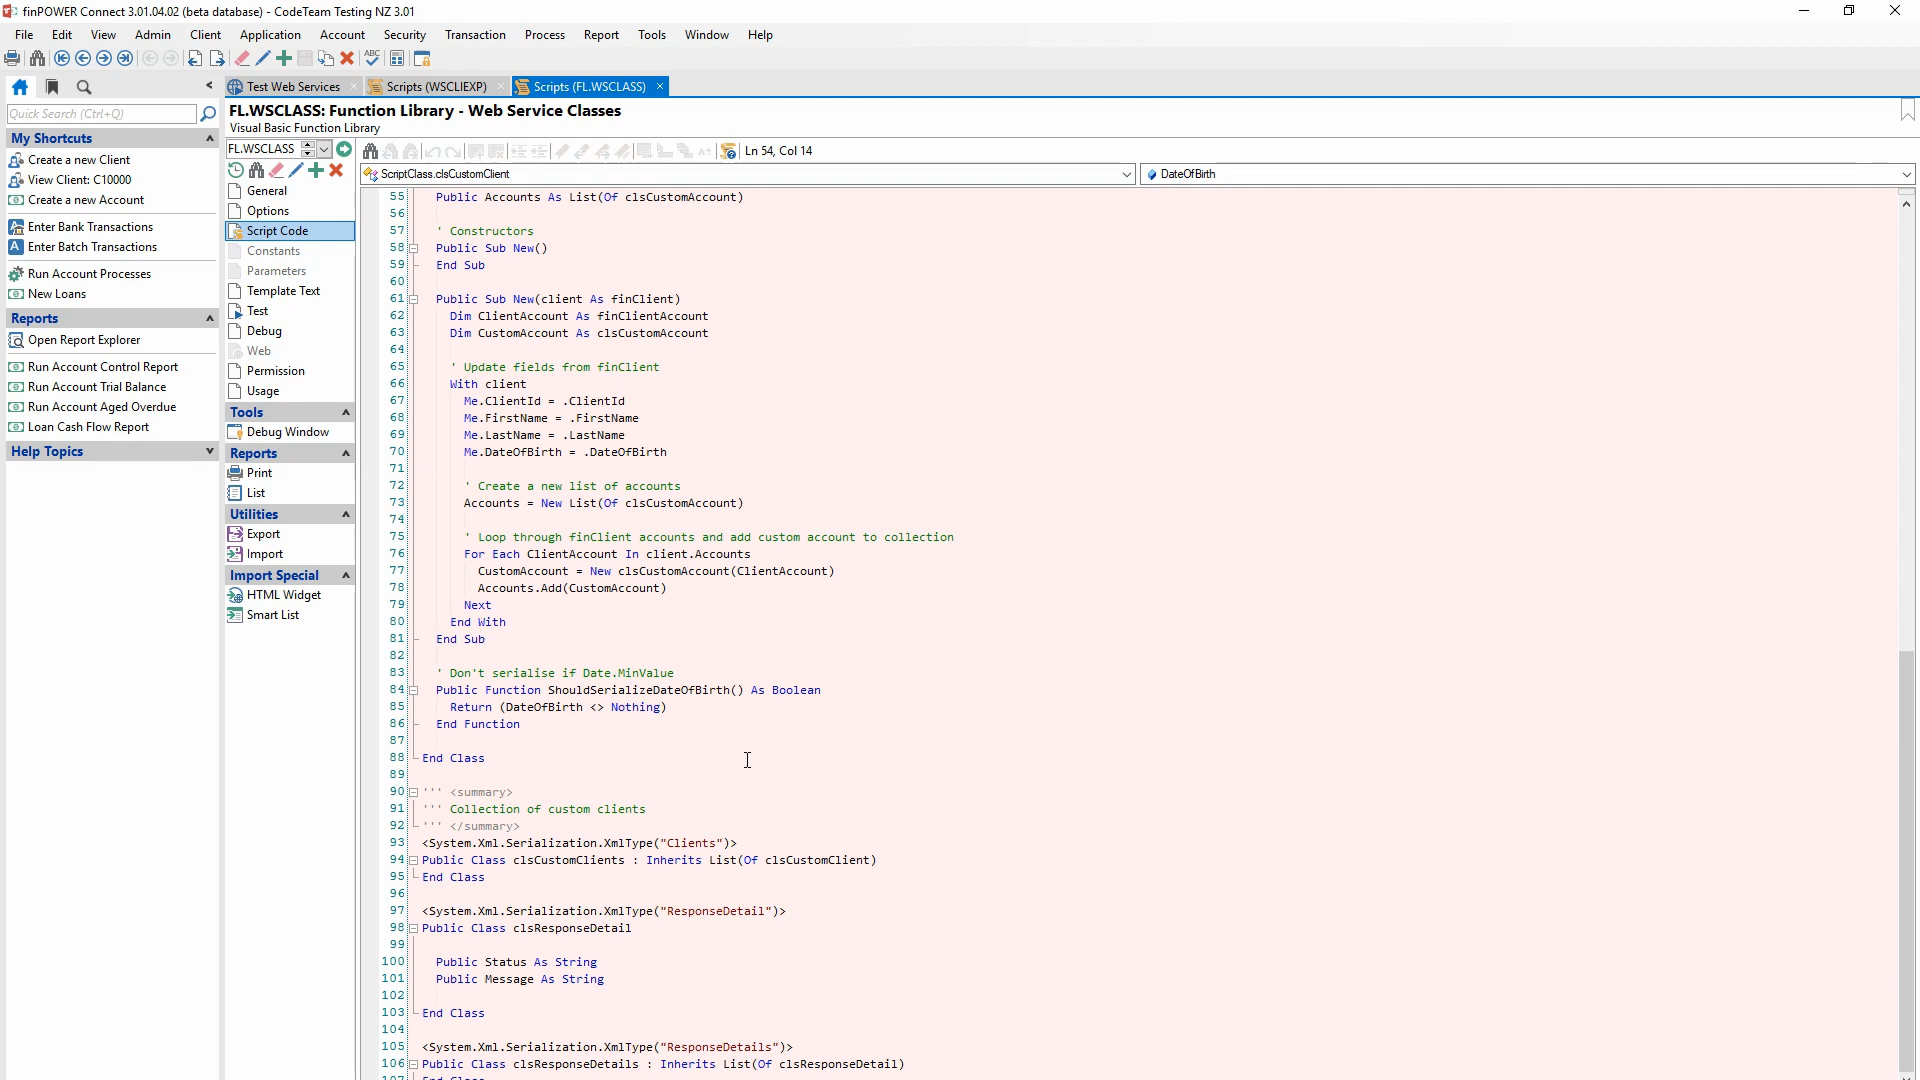 finPOWER Connect 3.01.04.02 (beta database) - CodeTeam Testing NZ 3.01
File Edit View Admin Client Application Account Security Transaction Process Report Tools Window Help
Test Web Services Scripts (WSCLIEXP) Scripts (FL.WSCLASS)
Quick Search (Ctrl+Q)
My Shortcuts
Create a new Client
View Client: C10000
Create a new Account
Enter Bank Transactions
Enter Batch Transactions
Run Account Processes
New Loans
Reports
Open Report Explorer
Run Account Control Report
Run Account Trial Balance
Run Account Aged Overdue
Loan Cash Flow Report
Help Topics
FL.WSCLASS: Function Library - Web Service Classes
Visual Basic Function Library
FL.WSCLASS
General
Options
Script Code
Constants
Parameters
Template Text
Test
Debug
Web
Permission
Usage
Tools
Debug Window
Reports
Print
List
Utilities
Export
Import
Import Special
HTML Widget
Smart List
Ln 54, Col 14
ScriptClass.clsCustomClient DateOfBirth
55 Public Accounts As List(Of clsCustomAccount)
56
57 ' Constructors
58 Public Sub New()
59 End Sub
60
61 Public Sub New(client As finClient)
62 Dim ClientAccount As finClientAccount
63 Dim CustomAccount As clsCustomAccount
64
65 ' Update fields from finClient
66 With client
67 Me.ClientId = .ClientId
68 Me.FirstName = .FirstName
69 Me.LastName = .LastName
70 Me.DateOfBirth = .DateOfBirth
71
72 ' Create a new list of accounts
73 Accounts = New List(Of clsCustomAccount)
74
75 ' Loop through finClient accounts and add custom account to collection
76 For Each ClientAccount In client.Accounts
77 CustomAccount = New clsCustomAccount(ClientAccount)
78 Accounts.Add(CustomAccount)
79 Next
80 End With
81 End Sub
82
83 ' Don't serialise if Date.MinValue
84 Public Function ShouldSerializeDateOfBirth() As Boolean
85 Return (DateOfBirth <> Nothing)
86 End Function
87
88 End Class
89
90 ''' <summary>
91 ''' Collection of custom clients
92 ''' </summary>
93 <System.Xml.Serialization.XmlType("Clients")>
94 Public Class clsCustomClients : Inherits List(Of clsCustomClient)
95 End Class
96
97 <System.Xml.Serialization.XmlType("ResponseDetail")>
98 Public Class clsResponseDetail
99
100 Public Status As String
101 Public Message As String
102
103 End Class
104
105 <System.Xml.Serialization.XmlType("ResponseDetails")>
106 Public Class clsResponseDetails : Inherits List(Of clsResponseDetail)
107 End Class